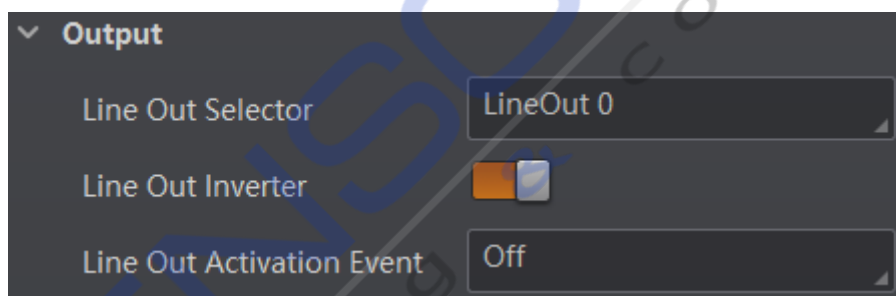 Output
Line Out Selector LineOut 0
Line Out Inverter
Line Out Activation Event Off